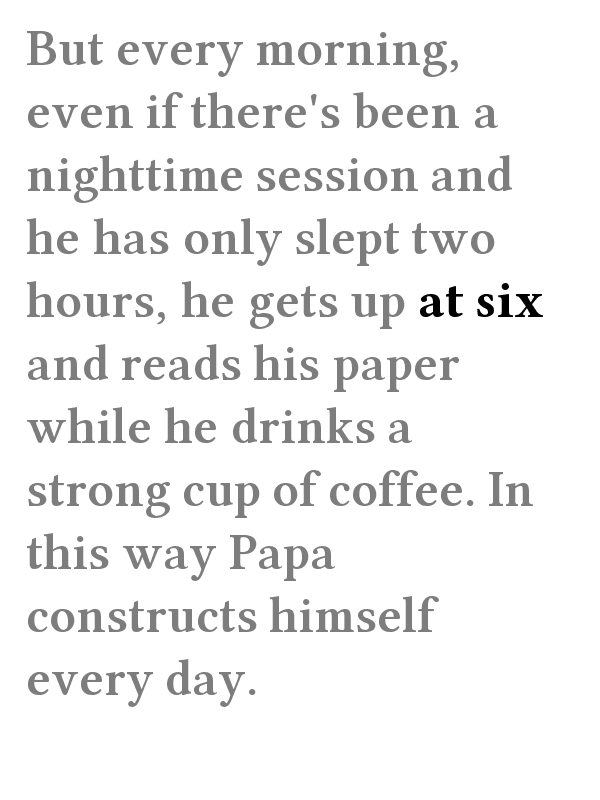 But every morning,
even if there's been a
nighttime session and
he has only slept two
hours, he gets up at six
and reads his paper
while he drinks a
strong cup of coffee. In
this way Papa
constructs himself
every day.